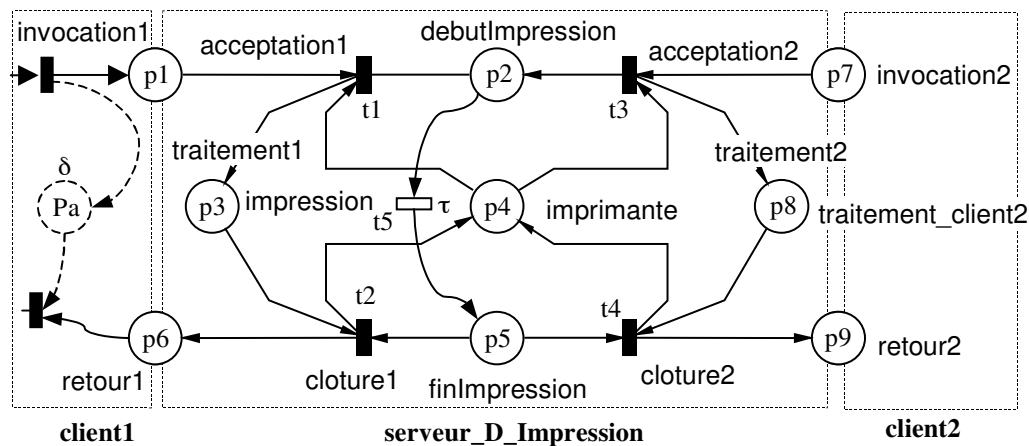 invocation1
p1
acceptation1
debutImpression
p2
acceptation2
p7
invocation2
t1
t3
δ
Pa
traitement1
traitement2
p3
impression
t5
τ
p4
imprimante
p8
traitement_client2
t2
t4
p6
p5
p9
retour1
cloture1
finImpression
cloture2
retour2
client1
serveur_D_Impression
client2